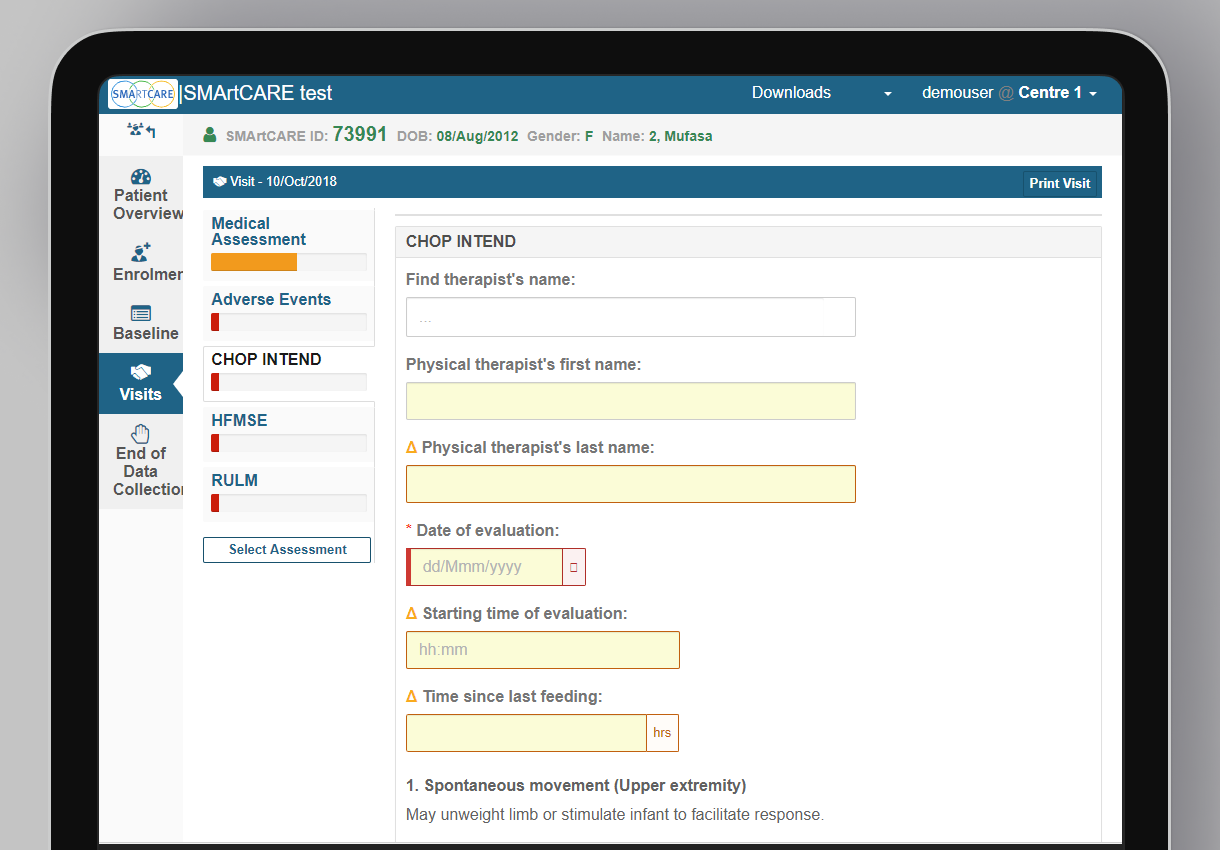 SMARTCARE |SMArtCARE test Downloads demouser @ Centre 1
SMArtCARE ID: 73991 DOB: 08/Aug/2012 Gender: F Name: 2, Mufasa
Patient
Overview
Enrolmen
Baseline
Visits
End of
Data
Collection
Visit - 10/Oct/2018 Print Visit
Medical
Assessment
Adverse Events
CHOP INTEND
HFMSE
RULM
Select Assessment
CHOP INTEND
Find therapist's name:
...
Physical therapist's first name:
Δ Physical therapist's last name:
* Date of evaluation:
dd/Mmm/yyyy
Δ Starting time of evaluation:
hh:mm
Δ Time since last feeding:
hrs
1. Spontaneous movement (Upper extremity)
May unweight limb or stimulate infant to facilitate response.